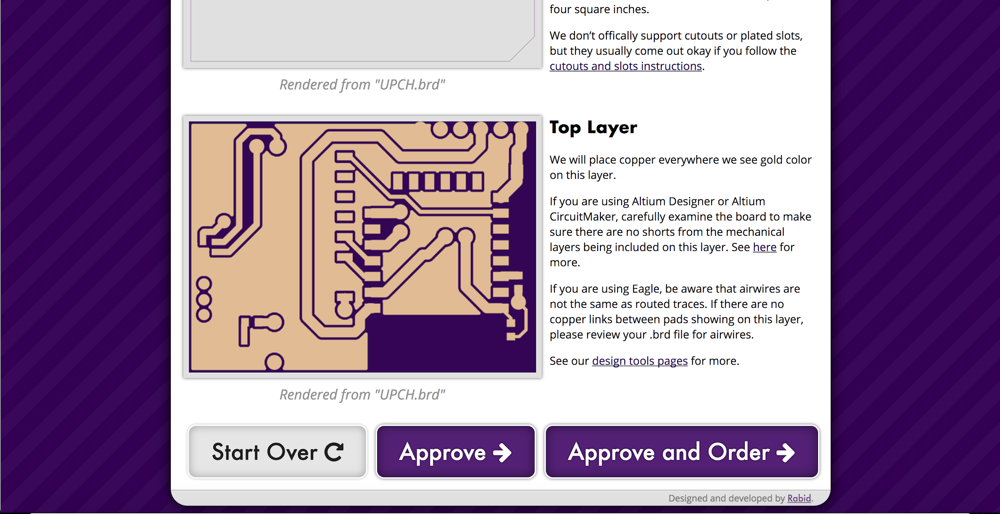 four square inches.
We don’t offically support cutouts or plated slots,
but they usually come out okay if you follow the
cutouts and slots instructions.
Rendered from "UPCH.brd"
Top Layer
We will place copper everywhere we see gold color
on this layer.
If you are using Altium Designer or Altium
CircuitMaker, carefully examine the board to make
sure there are no shorts from the mechanical
layers being included on this layer. See here for
more.
If you are using Eagle, be aware that airwires are
not the same as routed traces. If there are no
copper links between pads showing on this layer,
please review your .brd file for airwires.
See our design tools pages for more.
Rendered from "UPCH.brd"
Start Over
Approve
Approve and Order
Designed and developed by Rabid.